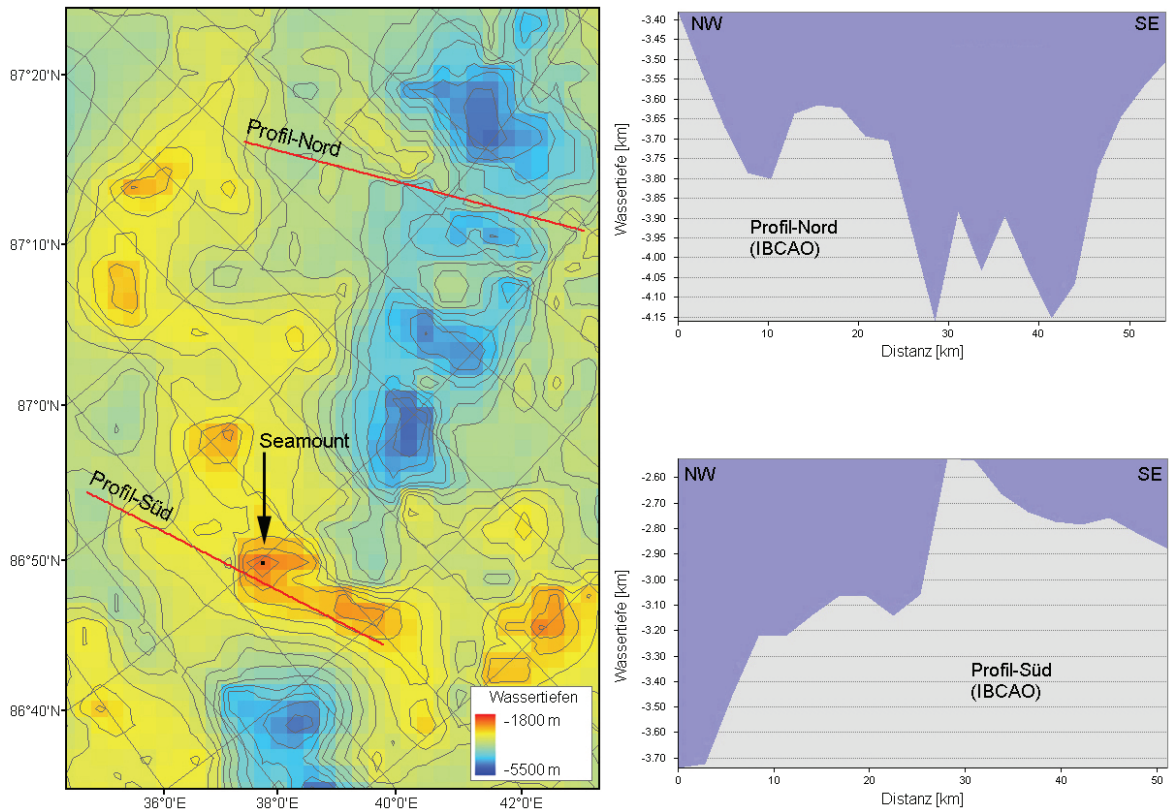 87°20'N
87°10'N
87°0'N
86°50'N
86°40'N
36°0'E
38°0'E
40°0'E
42°0'E
Profil-Nord
Seamount
Profil-Süd
Wassertiefen
-1800 m
-5500 m
NW
SE
-3.40
-3.45
-3.50
-3.55
-3.60
-3.65
-3.70
-3.75
-3.80
-3.85
-3.90
-3.95
-4.00
-4.05
-4.10
-4.15
Wassertiefe [km]
Profil-Nord
(IBCAO)
0
10
20
30
40
50
Distanz [km]
NW
SE
-2.60
-2.70
-2.80
-2.90
-3.00
-3.10
-3.20
-3.30
-3.40
-3.50
-3.60
-3.70
Wassertiefe [km]
Profil-Süd
(IBCAO)
0
10
20
30
40
50
Distanz [km]